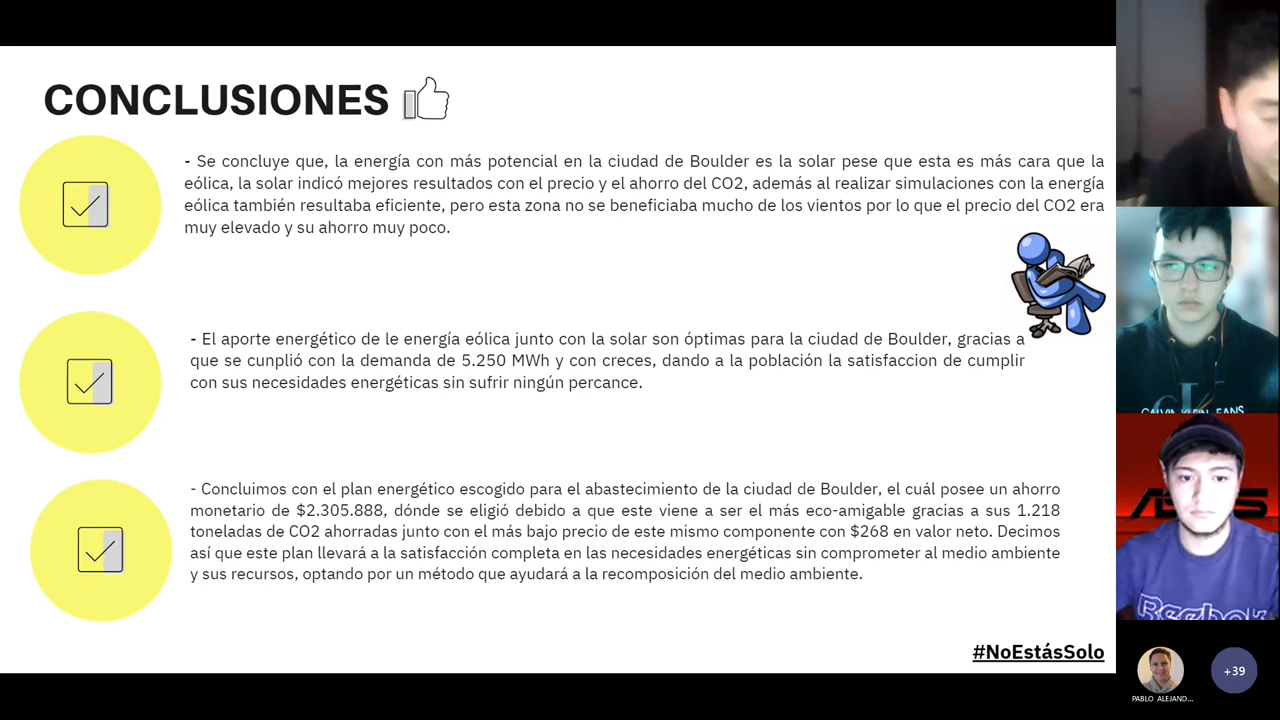 CONCLUSIONES
- Se concluye que, la energía con más potencial en la ciudad de Boulder es la solar pese que esta es más cara que la
eólica, la solar indicó mejores resultados con el precio y el ahorro del CO2, además al realizar simulaciones con la energía
eólica también resultaba eficiente, pero esta zona no se beneficiaba mucho de los vientos por lo que el precio del CO2 era
muy elevado y su ahorro muy poco.
- El aporte energético de le energía eólica junto con la solar son óptimas para la ciudad de Boulder, gracias a
que se cunplió con la demanda de 5.250 MWh y con creces, dando a la población la satisfaccion de cumplir
con sus necesidades energéticas sin sufrir ningún percance.
- Concluimos con el plan energético escogido para el abastecimiento de la ciudad de Boulder, el cuál posee un ahorro
monetario de $2.305.888, dónde se eligió debido a que este viene a ser el más eco-amigable gracias a sus 1.218
toneladas de CO2 ahorradas junto con el más bajo precio de este mismo componente con $268 en valor neto. Decimos
así que este plan llevará a la satisfacción completa en las necesidades energéticas sin comprometer al medio ambiente
y sus recursos, optando por un método que ayudará a la recomposición del medio ambiente.
#NoEstásSolo
CALVIN KLEIN JEANS
Reebok
PABLO ALEJAND...
+39